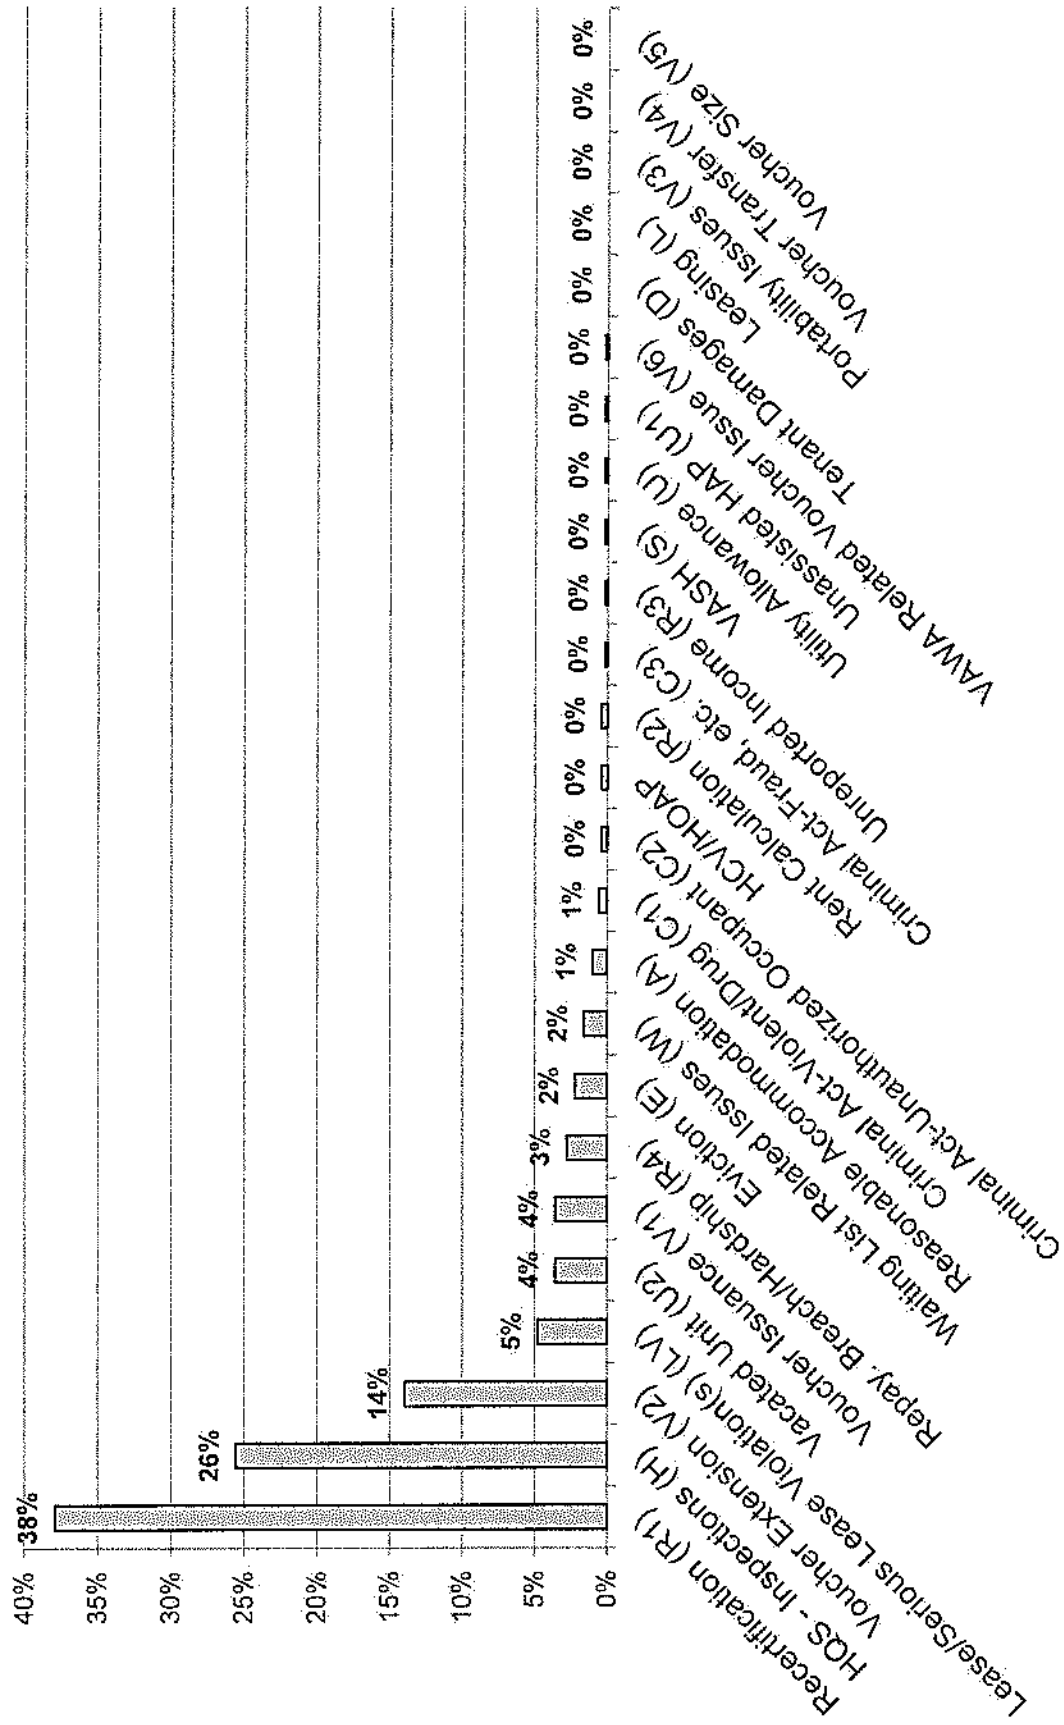 40%
35%
30%
25%
20%
15%
10%
5%
0%
38%
26%
14%
5%
4%
4%
3%
2%
2%
1%
1%
0%
0%
0%
0%
0%
0%
0%
0%
0%
0%
0%
0%
0%
0%
Recertification (R1)
HQS - Inspections (H)
Voucher Extension (V2)
Lease/Serious Lease Violation(s) (LV)
Vacated Unit (U2)
Voucher Issuance (V1)
Repay. Breach/Hardship (R4)
Eviction (E)
Waiting List Related Issues (W)
Reasonable Accommodation (A)
Criminal Act-Violent/Drug (C1)
Criminal Act-Unauthorized Occupant (C2)
HCV/HOAP
Rent Calculation (R2)
Criminal Act-Fraud, etc. (C3)
Unreported Income (R3)
VASH (S)
Utility Allowance (U)
Unassisted HAP (U1)
VAWA Related Voucher Issue (V6)
Tenant Damages (D)
Leasing (L)
Portability Issues (V3)
Voucher Transfer (V4)
Voucher Size (V5)